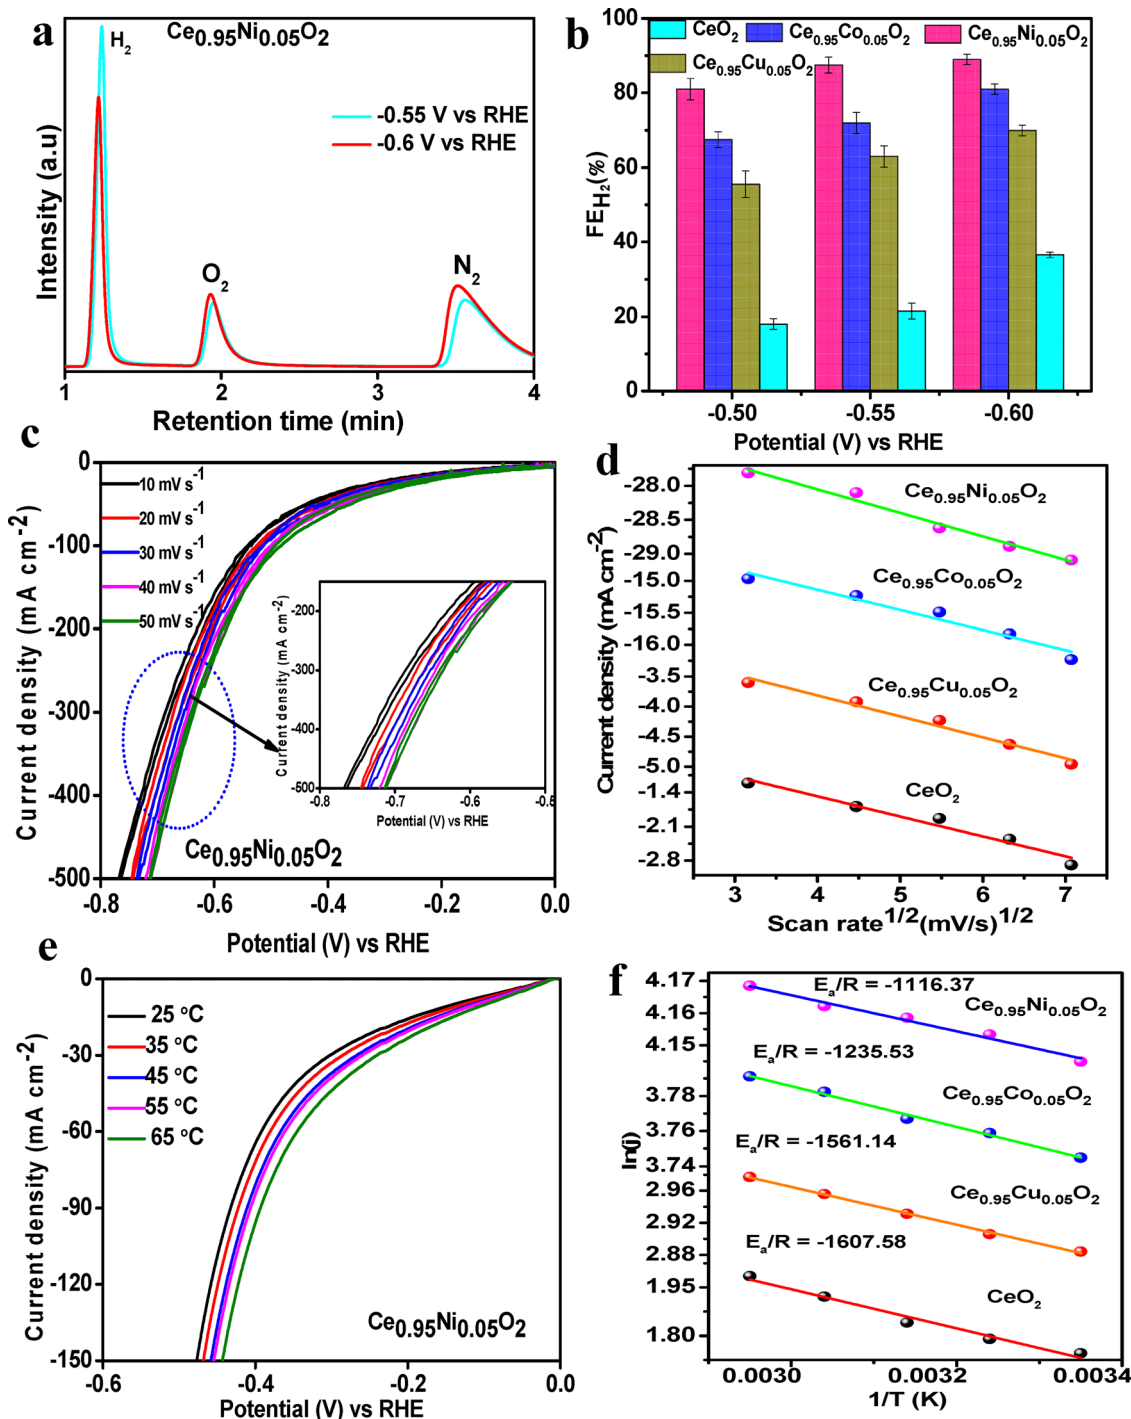 a
H2
Ce0.95Ni0.05O2
-0.55 V vs RHE
-0.6 V vs RHE
O2
N2
Intensity (a.u)
1
2
3
4
Retention time (min)
b
CeO2
Ce0.95Co0.05O2
Ce0.95Ni0.05O2
Ce0.95Cu0.05O2
100
80
60
40
20
0
FEH2(%)
-0.50
-0.55
-0.60
Potential (V) vs RHE
c
0
-100
-200
-300
-400
-500
Current density (mA cm-2)
10 mV s-1
20 mV s-1
30 mV s-1
40 mV s-1
50 mV s-1
-200
-300
-400
-500
Current density (mA cm-2)
-0.8
-0.7
-0.6
-0.5
Potential (V) vs RHE
Ce0.95Ni0.05O2
-0.8
-0.6
-0.4
-0.2
0.0
Potential (V) vs RHE
d
-28.0
-28.5
-29.0
-15.0
-15.5
-16.0
-3.5
-4.0
-4.5
-5.0
-1.4
-2.1
-2.8
Current density (mA cm-2)
Ce0.95Ni0.05O2
Ce0.95Co0.05O2
Ce0.95Cu0.05O2
CeO2
3
4
5
6
7
Scan rate1/2(mV/s)1/2
e
0
-30
-60
-90
-120
-150
Current density (mA cm-2)
25 °C
35 °C
45 °C
55 °C
65 °C
Ce0.95Ni0.05O2
-0.6
-0.4
-0.2
0.0
Potential (V) vs RHE
f
4.17
4.16
4.15
3.78
3.76
3.74
2.96
2.92
2.88
1.95
1.80
ln(j)
Ea/R = -1116.37
Ce0.95Ni0.05O2
Ea/R = -1235.53
Ce0.95Co0.05O2
Ea/R = -1561.14
Ce0.95Cu0.05O2
Ea/R = -1607.58
CeO2
0.0030
0.0032
0.0034
1/T (K)